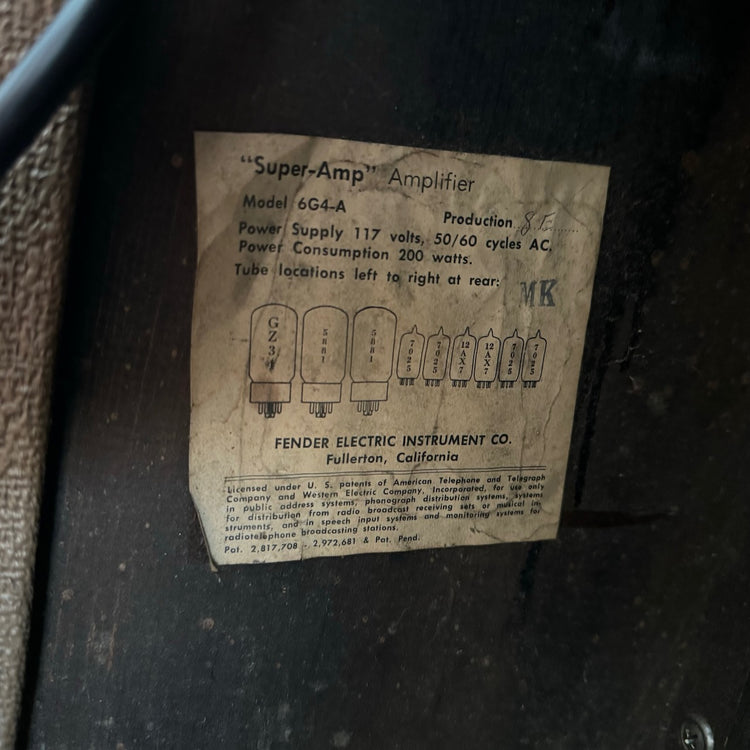 "Super-Amp" Amplifier
Model 6G4-A
Production 8
Power Supply 117 volts, 50/60 cycles AC.
Power Consumption 200 watts.
Tube locations left to right at rear:
MK
GZ34 5881 5881 7025 7025 12AX7 12AX7 7025 7025
FENDER ELECTRIC INSTRUMENT CO.
Fullerton, California
Licensed under U. S. patents of American Telephone and Telegraph
Company and Western Electric Company, Incorporated, for use only
in public address systems, phonograph distribution systems, systems
for distribution from radio broadcast receiving sets or musical in-
struments, and in speech input systems and monitoring systems for
radiotelephone broadcasting stations.
Pat. 2,817,708 - 2,972,681 & Pat. Pend.